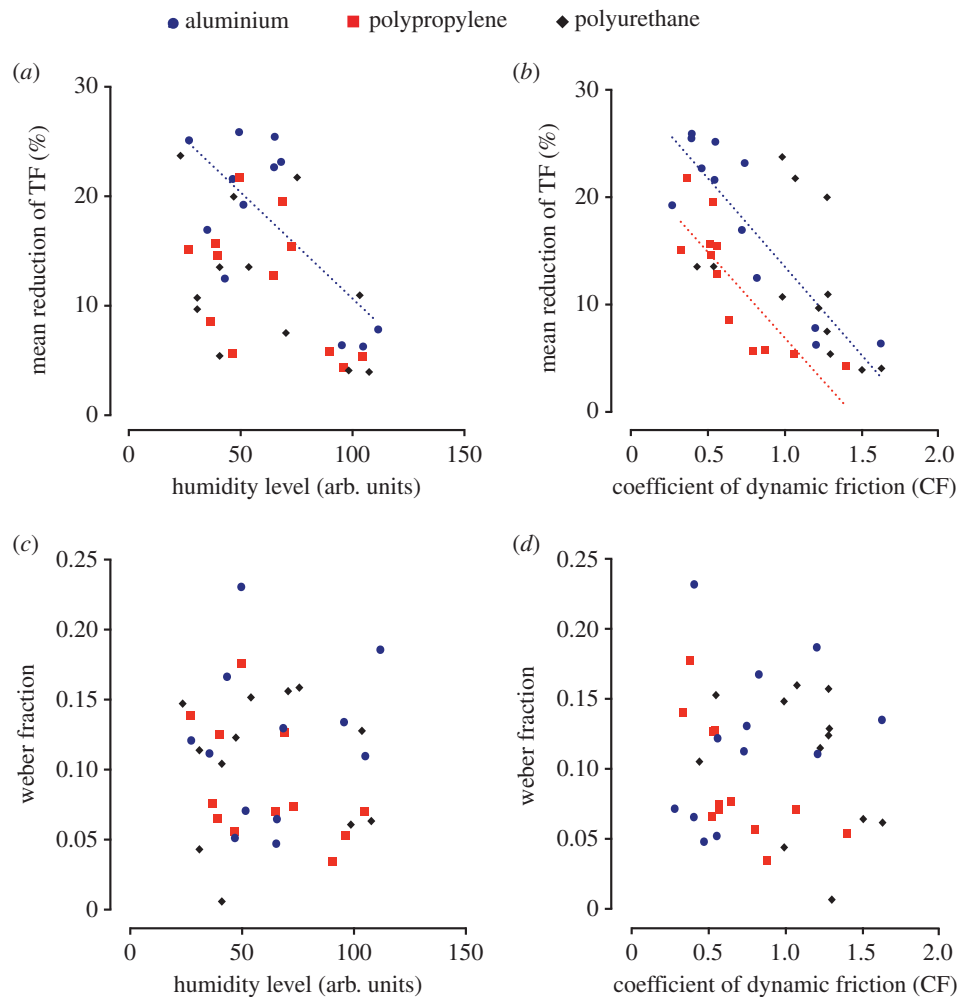 aluminium polypropylene polyurethane
(a) (b)
mean reduction of TF (%)
30
20
10
0
0 50 100 150
humidity level (arb. units)
mean reduction of TF (%)
30
20
10
0
0 0.5 1.0 1.5 2.0
coefficient of dynamic friction (CF)
(c) (d)
weber fraction
0.25
0.20
0.15
0.10
0.05
0
0 50 100 150
humidity level (arb. units)
weber fraction
0.25
0.20
0.15
0.10
0.05
0
0 0.5 1.0 1.5 2.0
coefficient of dynamic friction (CF)